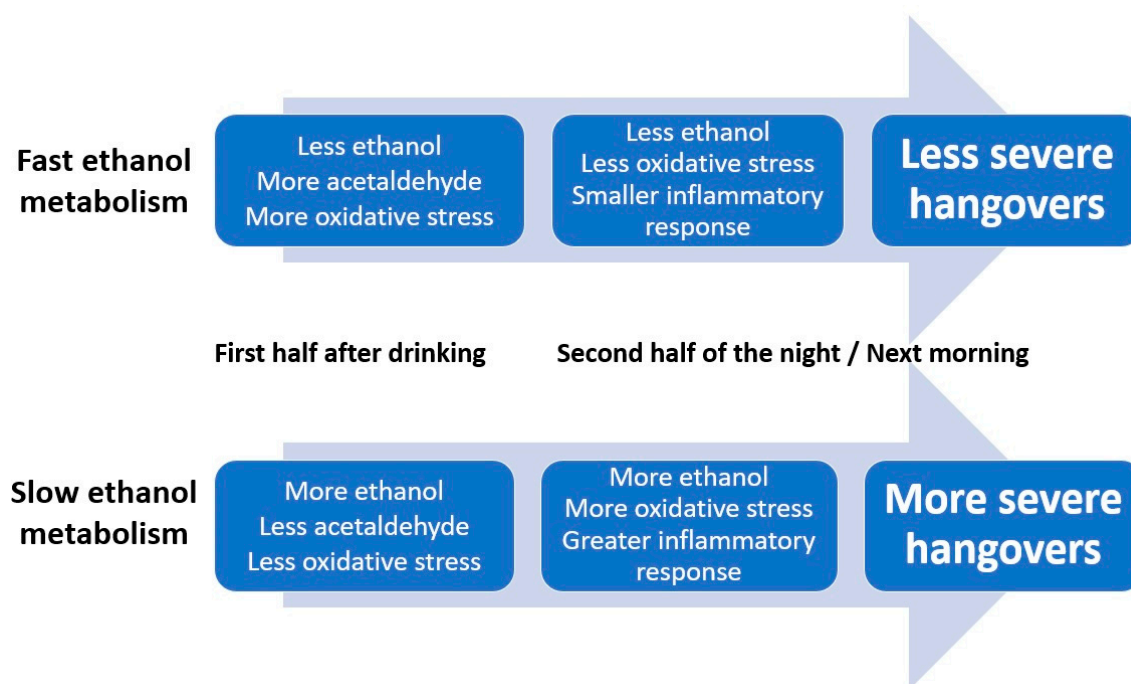 Fast ethanol
metabolism
Less ethanol
More acetaldehyde
More oxidative stress
Less ethanol
Less oxidative stress
Smaller inflammatory
response
Less severe
hangovers
First half after drinking
Second half of the night / Next morning
Slow ethanol
metabolism
More ethanol
Less acetaldehyde
Less oxidative stress
More ethanol
More oxidative stress
Greater inflammatory
response
More severe
hangovers